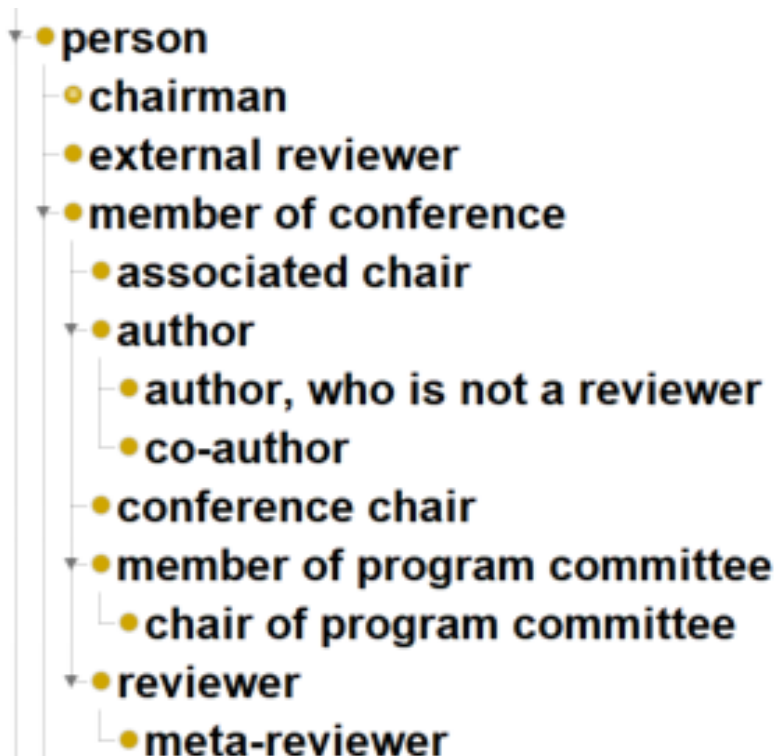 person
chairman
external reviewer
member of conference
associated chair
author
author, who is not a reviewer
co-author
conference chair
member of program committee
chair of program committee
reviewer
meta-reviewer